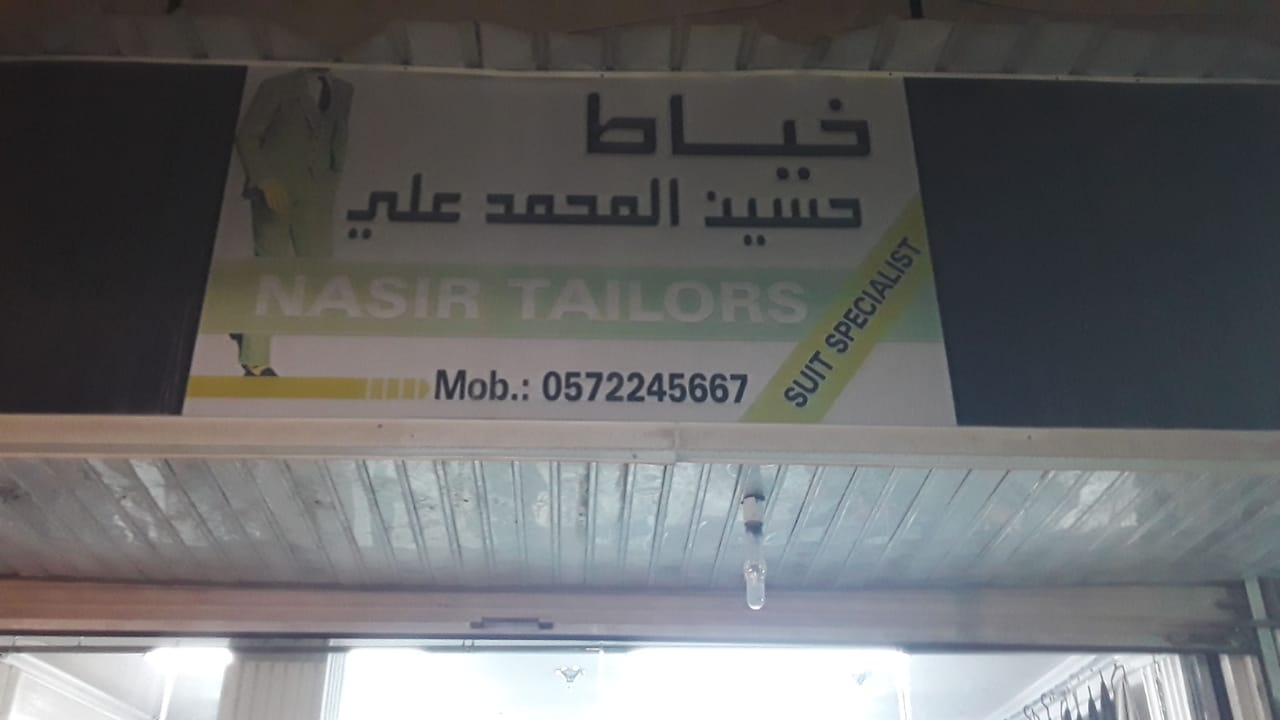 خياط
حسين المحمد علي
NASIR TAILORS
SUIT SPECIALIST
Mob.: 0572245667